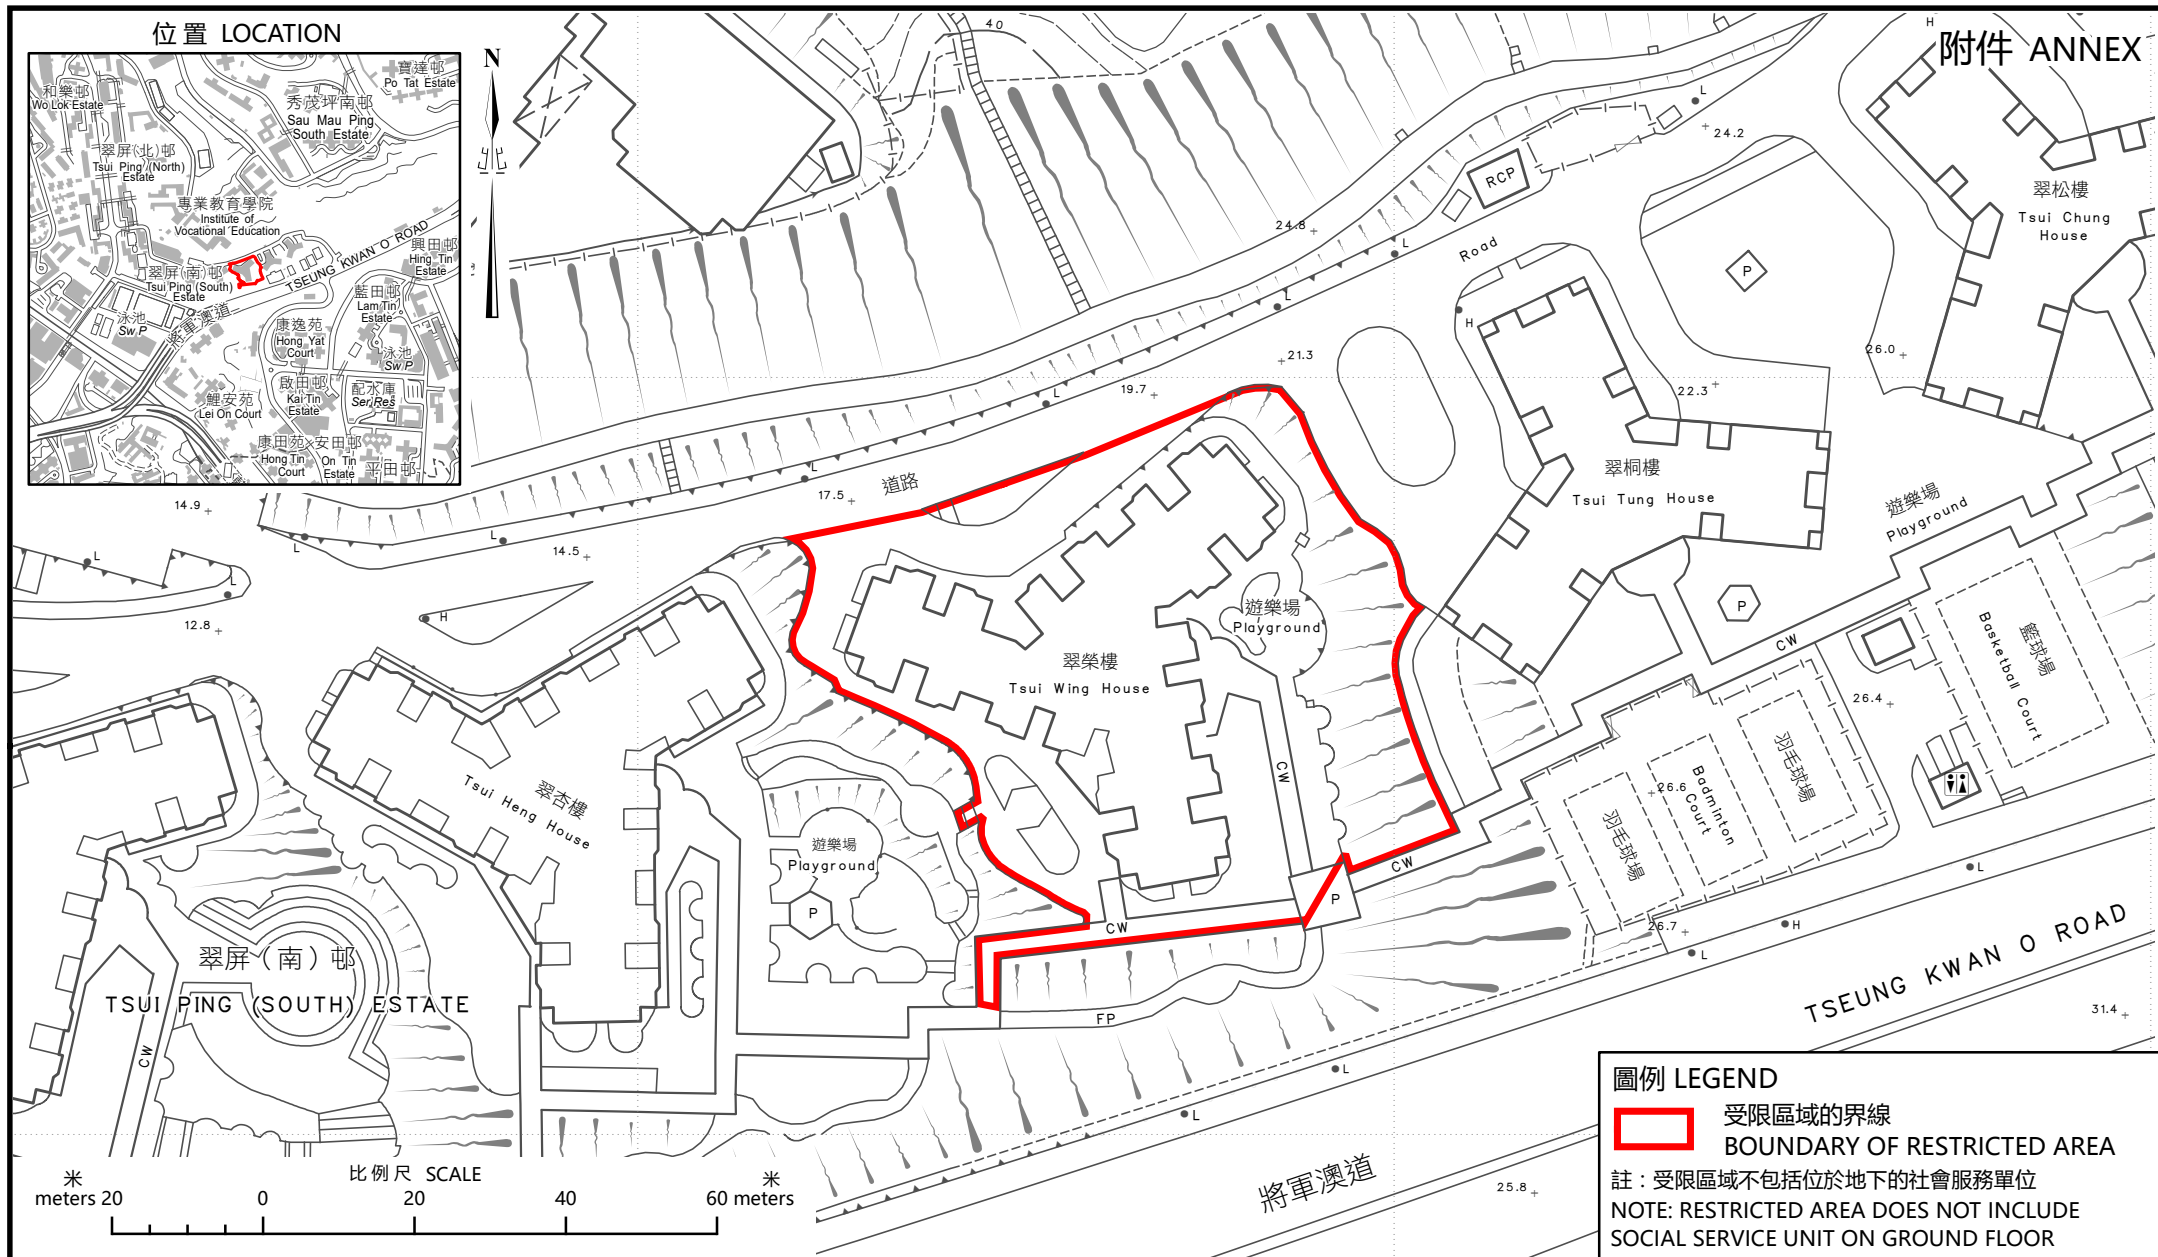 位置 LOCATION
附件 ANNEX
和樂邨
Wo Lok Estate
寶達邨
Po Tat Estate
秀茂坪南邨
Sau Mau Ping
South Estate
翠屏(北)邨
Tsui Ping (North)
Estate
專業教育學院
Institute of
Vocational Education
翠屏(南)邨
Tsui Ping (South)
Estate
TSEUNG KWAN O ROAD
將軍澳道
興田邨
Hing Tin
Estate
藍田邨
Lam Tin
Estate
泳池
Sw P
康逸苑
Hong Yat
Court
泳池
Sw P
啟田邨
Kai Tin
Estate
配水庫
Ser Res
鯉安苑
Lei On Court
康田苑
Hong Tin
Court
安田邨
On Tin
Estate
平田邨
N
40
H
L
24.2
RCP
24.8
L
Road
L
21.3
19.7
L
H
P
22.3
26.0
翠松樓
Tsui Chung
House
翠桐樓
Tsui Tung House
遊樂場
Playground
P
CW
L
17.5
道路
14.9
L
L
14.5
L
L
12.8
H
翠榮樓
Tsui Wing House
遊樂場
Playground
CW
翠杏樓
Tsui Heng House
遊樂場
Playground
P
CW
P
CW
FP
籃球場
Basketball Court
26.4
羽毛球場
Badminton
Court
羽毛球場
26.6
26.7
L
H
L
翠屏(南)邨
TSUI PING (SOUTH) ESTATE
CW
TSEUNG KWAN O ROAD
31.4
L
L
將軍澳道
25.8
比例尺 SCALE
米
meters 20
0
20
40
米
60 meters
圖例 LEGEND
受限區域的界線
BOUNDARY OF RESTRICTED AREA
註：受限區域不包括位於地下的社會服務單位
NOTE: RESTRICTED AREA DOES NOT INCLUDE
SOCIAL SERVICE UNIT ON GROUND FLOOR